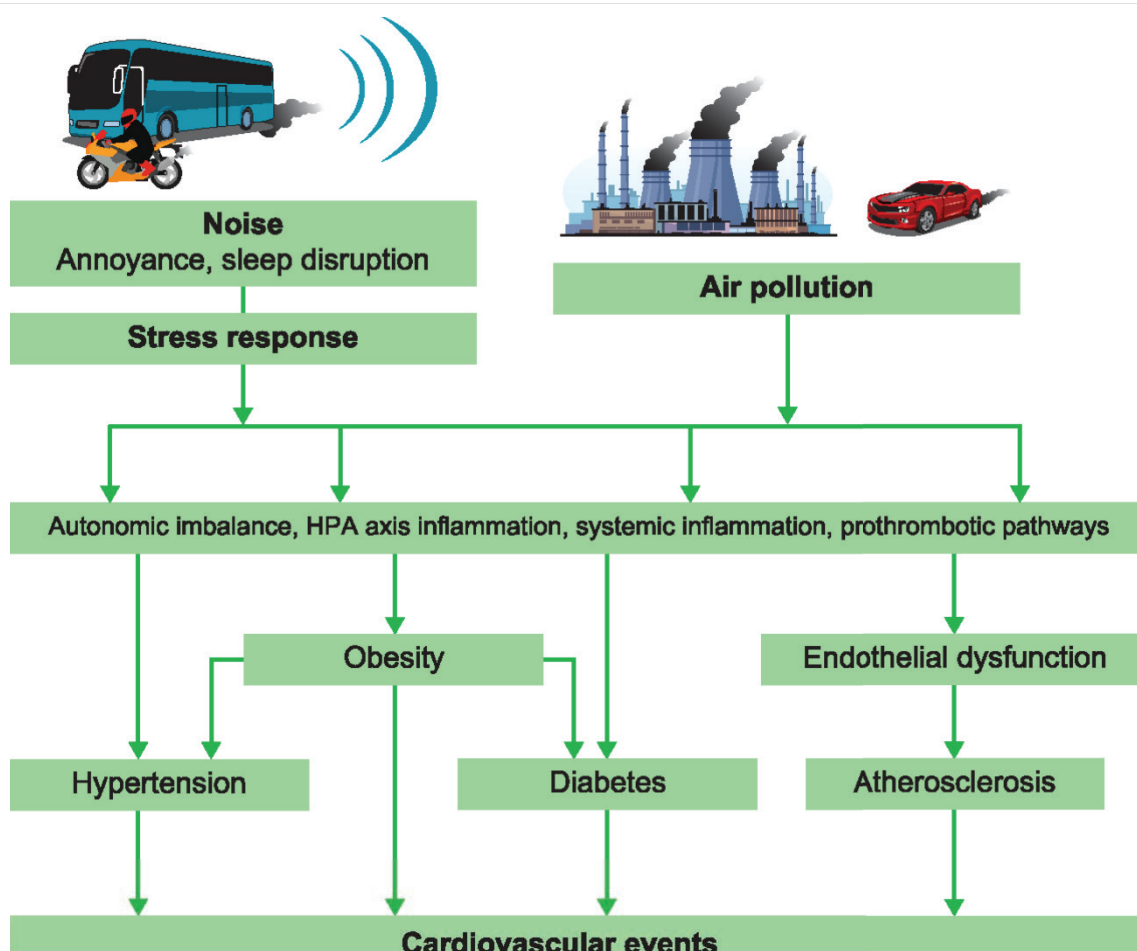 Noise
Annoyance, sleep disruption
Air pollution
Stress response
Autonomic imbalance, HPA axis inflammation, systemic inflammation, prothrombotic pathways
Obesity
Endothelial dysfunction
Hypertension
Diabetes
Atherosclerosis
Cardiovascular events